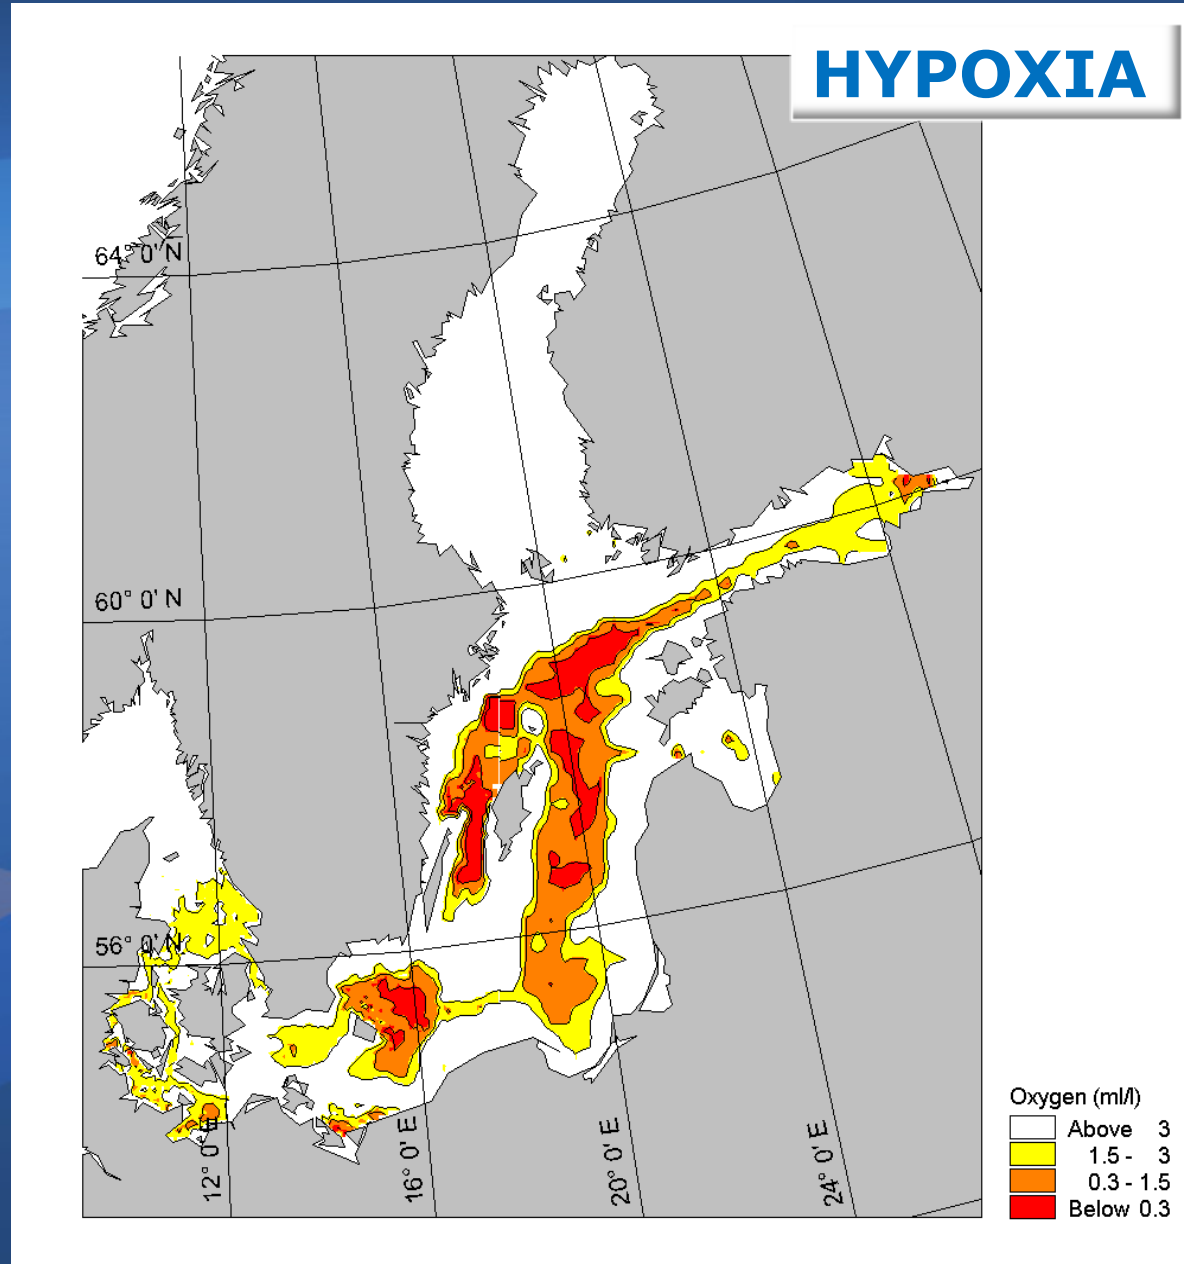 HYPOXIA
64° 0' N
60° 0' N
56° 0' N
12° 0' E
16° 0' E
20° 0' E
24° 0' E
Oxygen (ml/l)
Above 3
1.5 - 3
0.3 - 1.5
Below 0.3